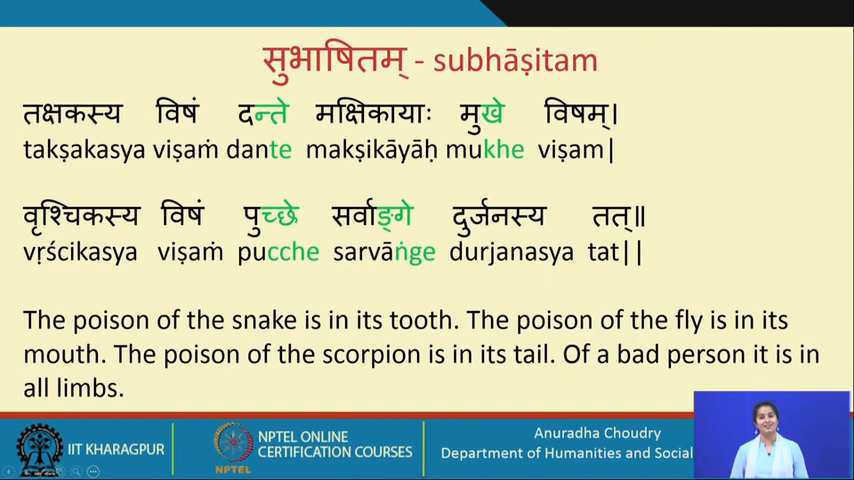 सुभाषितम् - subhāṣitam
तक्षकस्य विषं दन्ते मक्षिकायाः मुखे विषम्।
takṣakasya viṣaṁ dante makṣikāyāḥ mukhe viṣam|
वृश्चिकस्य विषं पुच्छे सर्वाङ्गे दुर्जनस्य तत्॥
vṛścikasya viṣaṁ pucche sarvāṅge durjanasya tat||
The poison of the snake is in its tooth. The poison of the fly is in its
mouth. The poison of the scorpion is in its tail. Of a bad person it is in
all limbs.
IIT KHARAGPUR
NPTEL
NPTEL ONLINE
CERTIFICATION COURSES
Anuradha Choudry
Department of Humanities and Social